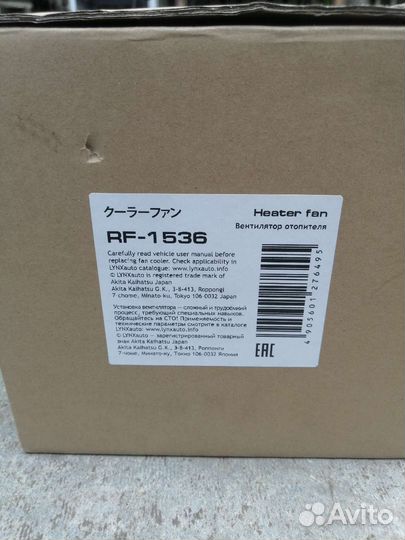 クーラーファン
Heater fan
Вентилятор отопителя
RF-1536
Carefully read vehicle user manual before
replacing fan cooler. Check applicability in
LYNXauto catalogue: www.lynxauto.info
© LYNXauto is registered trade mark of
Akita Kaihatsu Japan
Akita Kaihatsu G.K., 3-8-413, Roppongi
7-chome, Minato-ku, Tokyo 106 0032 Japan
Установка вентилятора — сложный и трудоёмкий
процесс, требующий специальных навыков.
Обращайтесь на СТО! Применяемость и
технические параметры смотрите в каталоге
LYNXauto: www.lynxauto.info
© LYNXauto — зарегистрированный товарный
знак Akita Kaihatsu Japan
Akita Kaihatsu G.K., 3-8-413, Роппонги
7-чоме, Минато-ку, Токио 106-0032 Япония
4905601276495
EAC
Avito